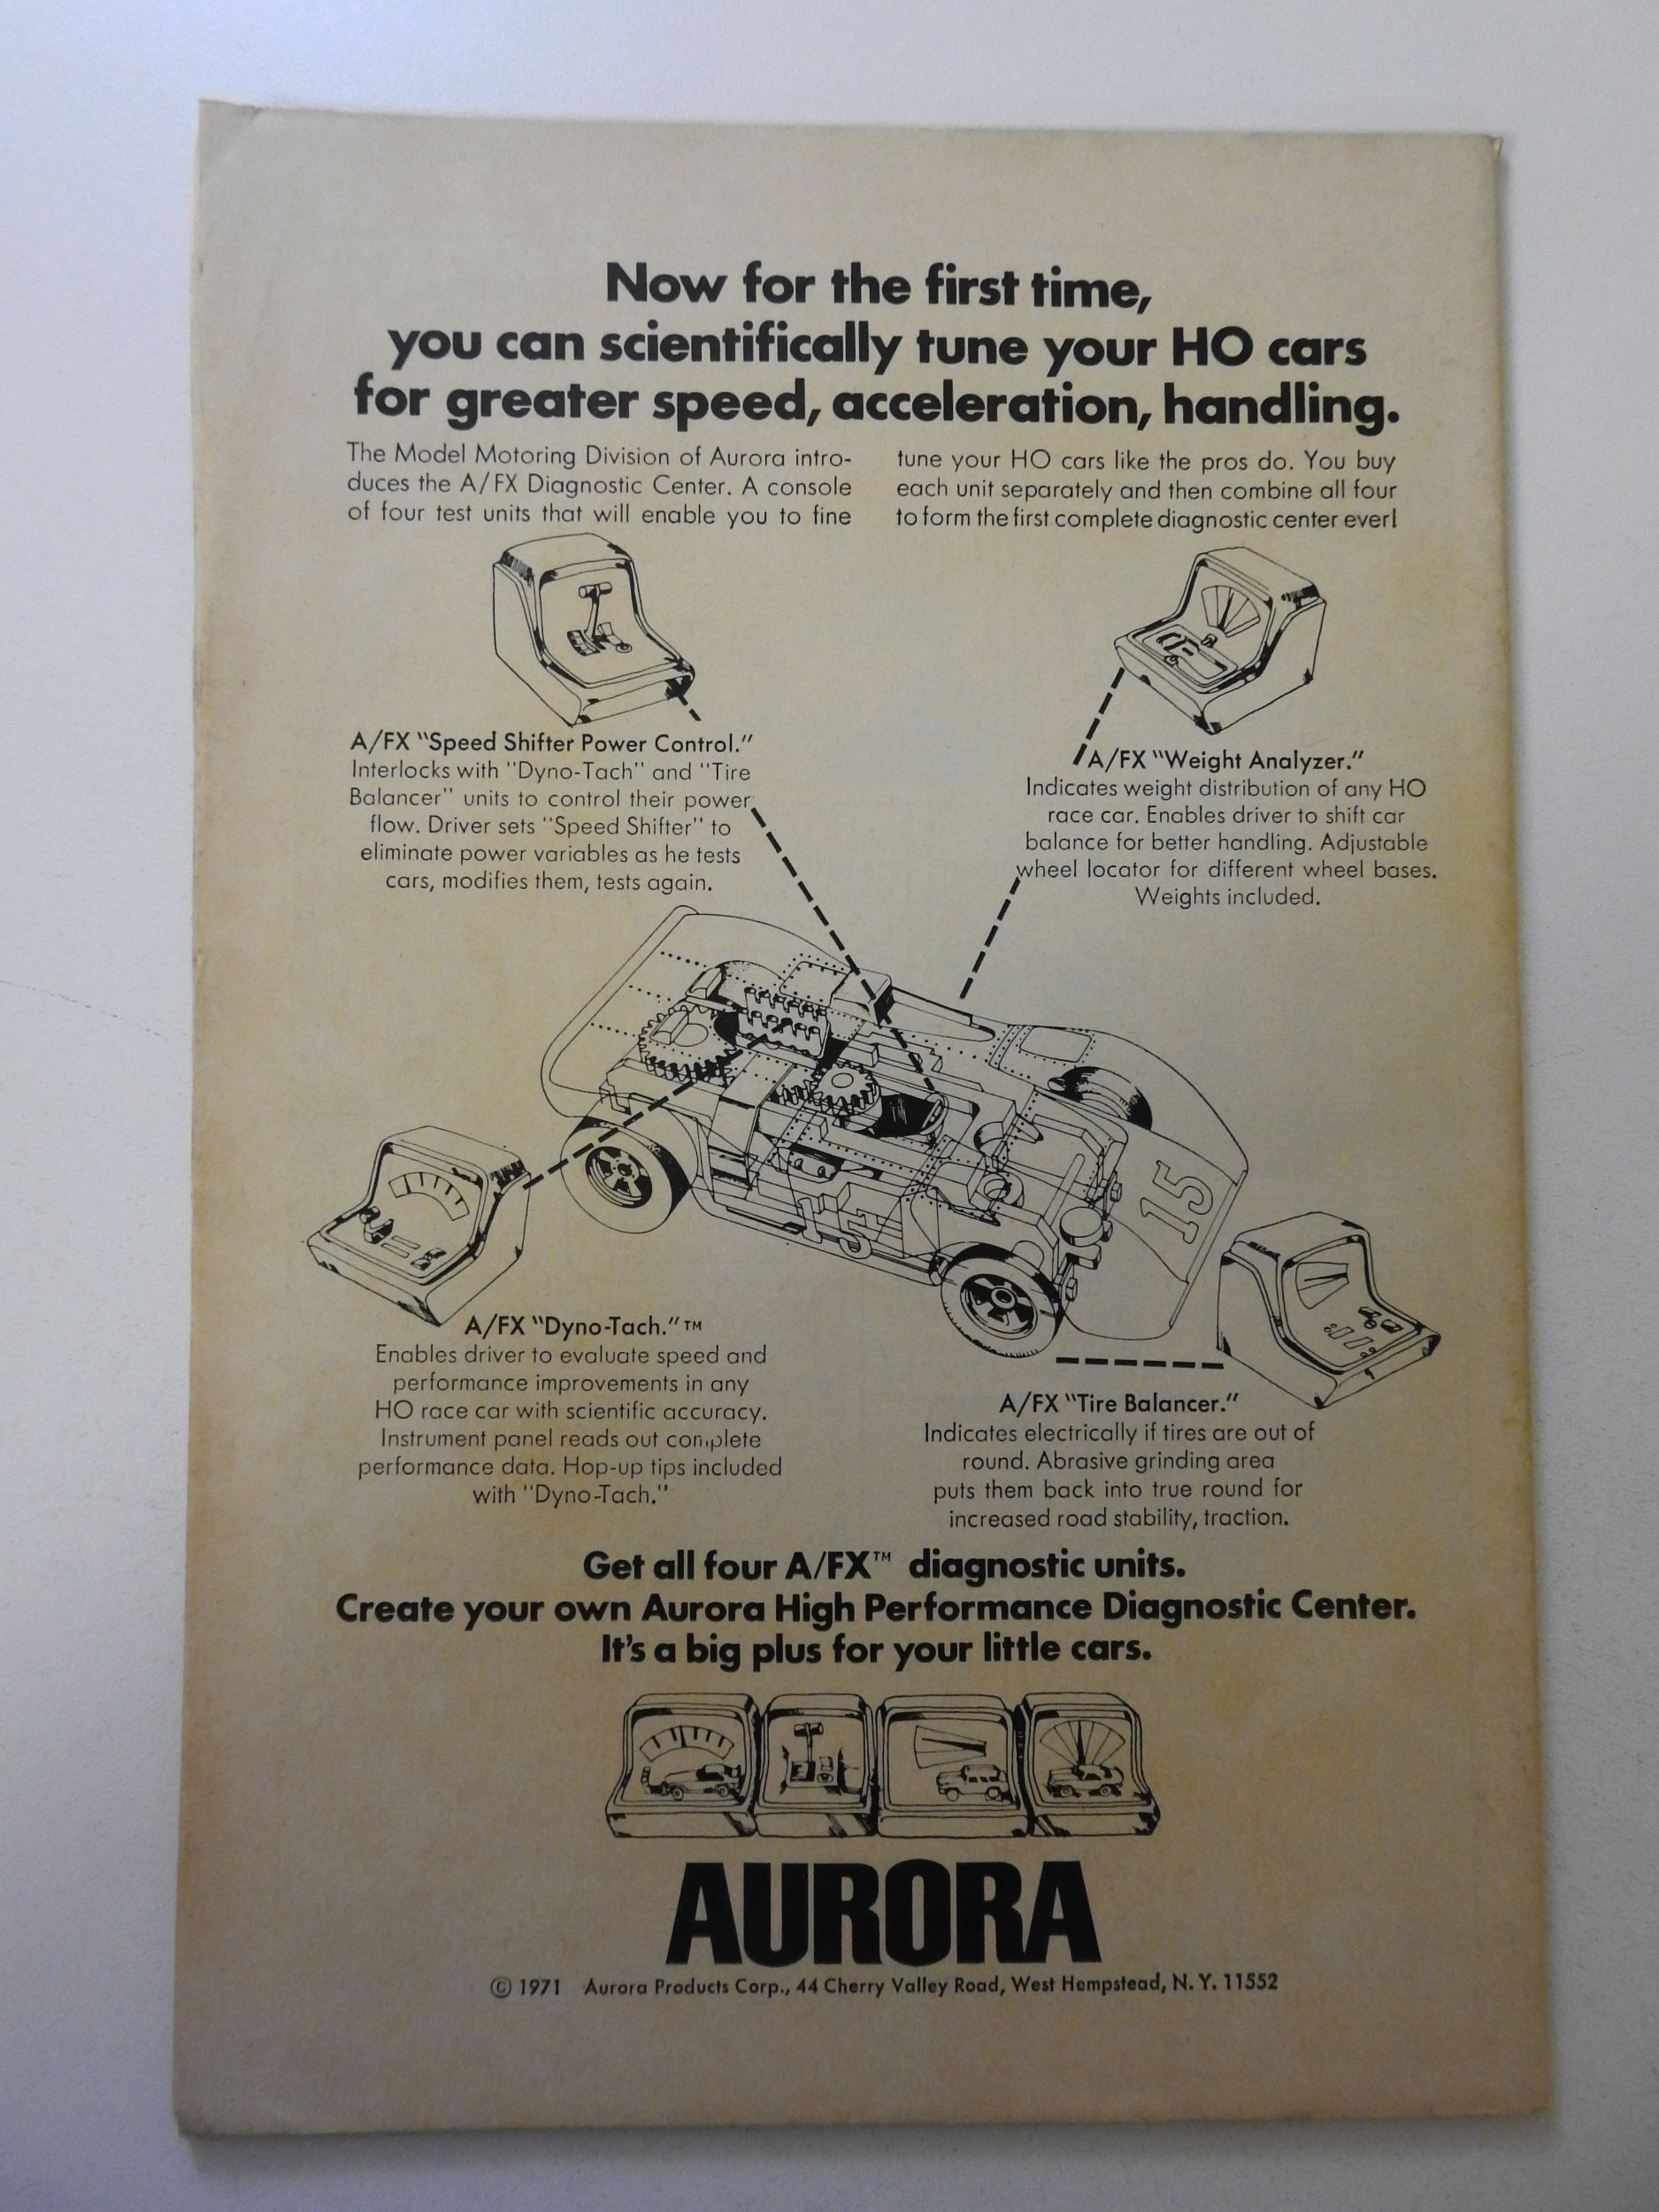 Now for the first time,
you can scientifically tune your HO cars
for greater speed, acceleration, handling.
The Model Motoring Division of Aurora intro-
duces the A/FX Diagnostic Center. A console
of four test units that will enable you to fine
tune your HO cars like the pros do. You buy
each unit separately and then combine all four
to form the first complete diagnostic center ever!
A/FX "Speed Shifter Power Control."
Interlocks with "Dyno-Tach" and "Tire
Balancer" units to control their power
flow. Driver sets "Speed Shifter" to
eliminate power variables as he tests
cars, modifies them, tests again.
A/FX "Weight Analyzer."
Indicates weight distribution of any HO
race car. Enables driver to shift car
balance for better handling. Adjustable
wheel locator for different wheel bases.
Weights included.
15
15
10
A/FX "Dyno-Tach."™
Enables driver to evaluate speed and
performance improvements in any
HO race car with scientific accuracy.
Instrument panel reads out complete
performance data. Hop-up tips included
with "Dyno-Tach."
A/FX "Tire Balancer."
Indicates electrically if tires are out of
round. Abrasive grinding area
puts them back into true round for
increased road stability, traction.
Get all four A/FX™ diagnostic units.
Create your own Aurora High Performance Diagnostic Center.
It's a big plus for your little cars.
AURORA
© 1971 Aurora Products Corp., 44 Cherry Valley Road, West Hempstead, N. Y. 11552